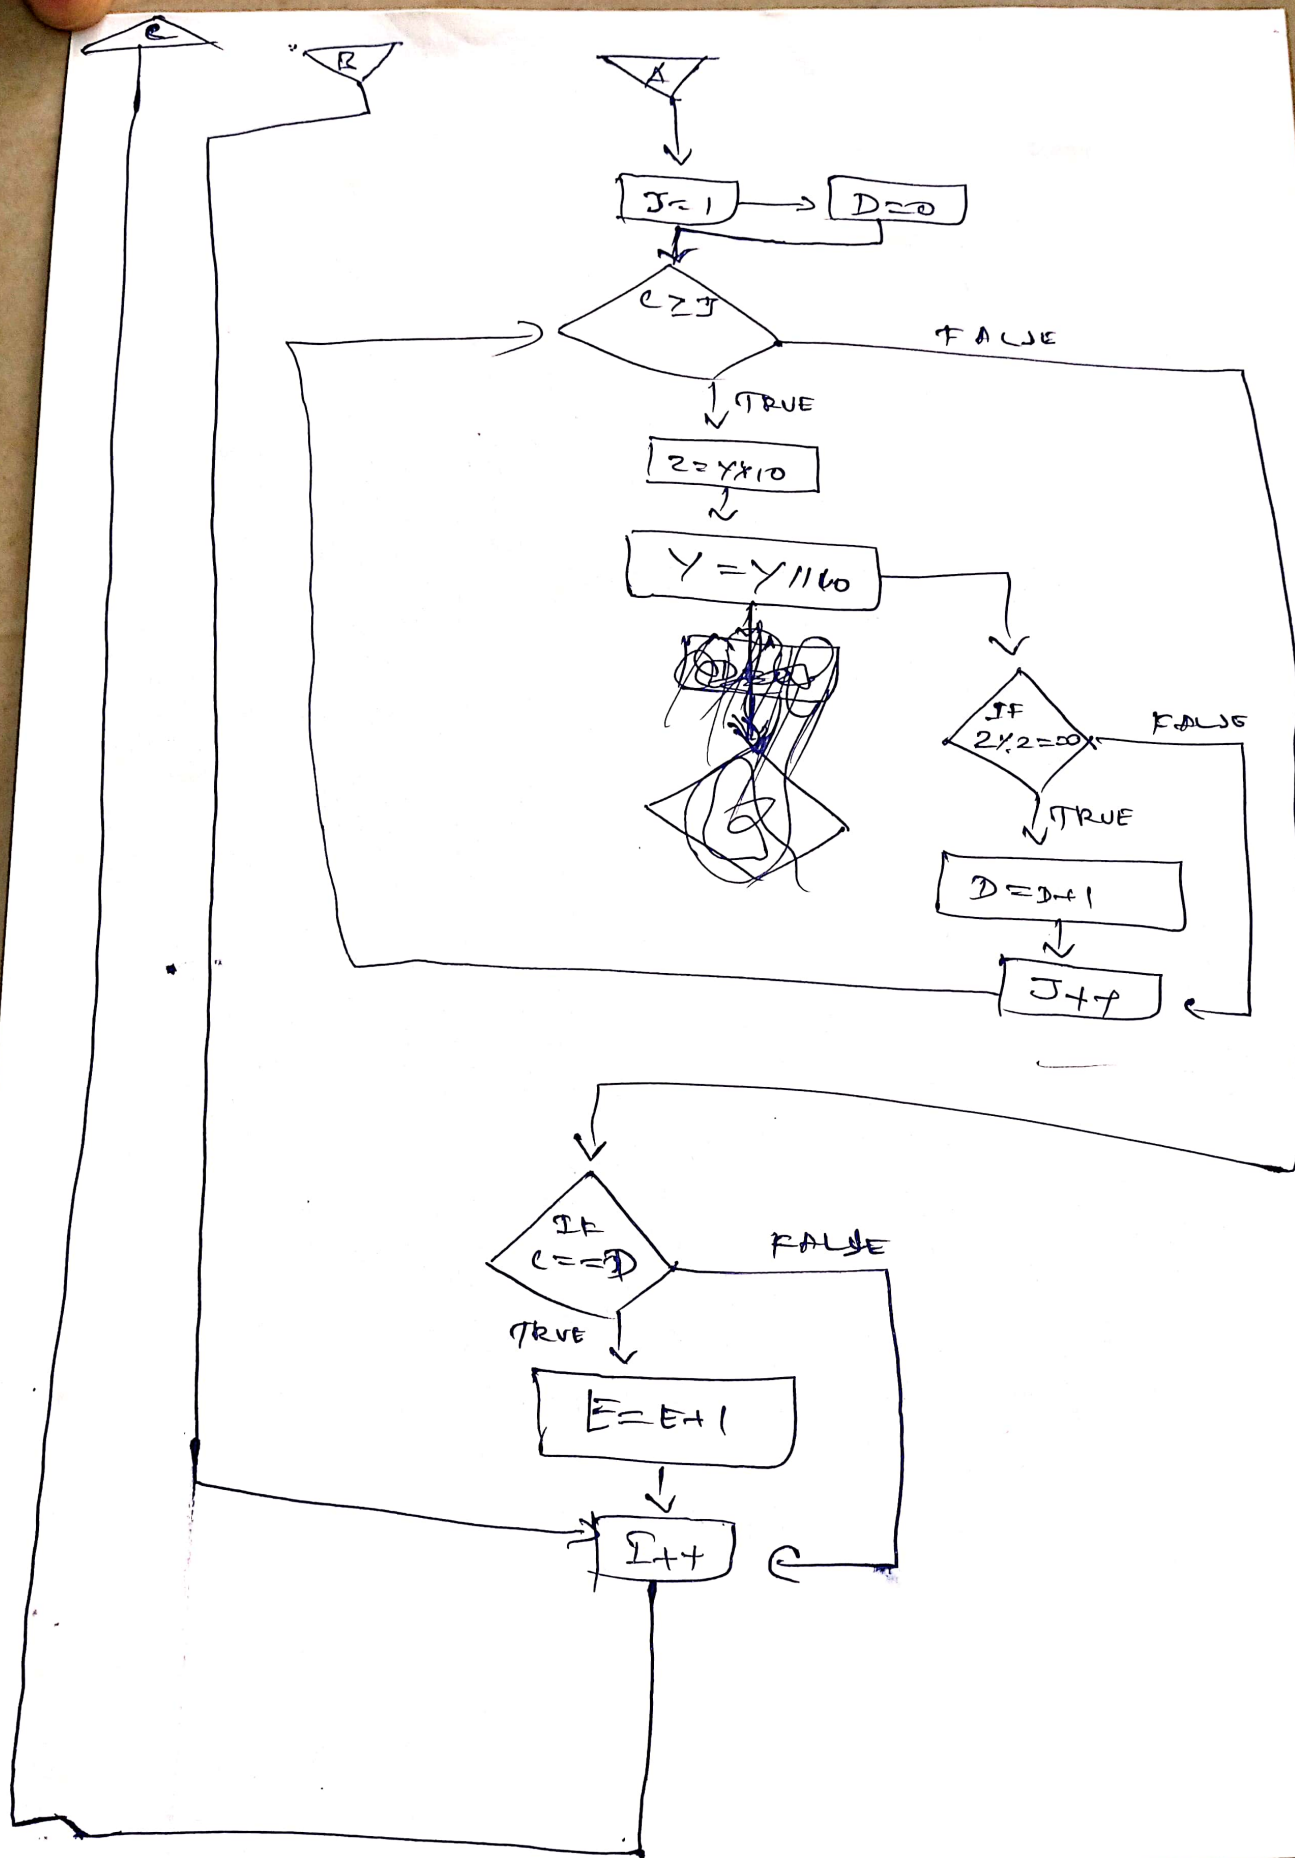 C
B
A
J=1
D=0
C≥J
FALSE
TRUE
Z=Y%10
Y=Y//10
IF
Z%2==0
FALSE
TRUE
D=D+1
J++
IF
C==D
FALSE
TRUE
E=E+1
I++